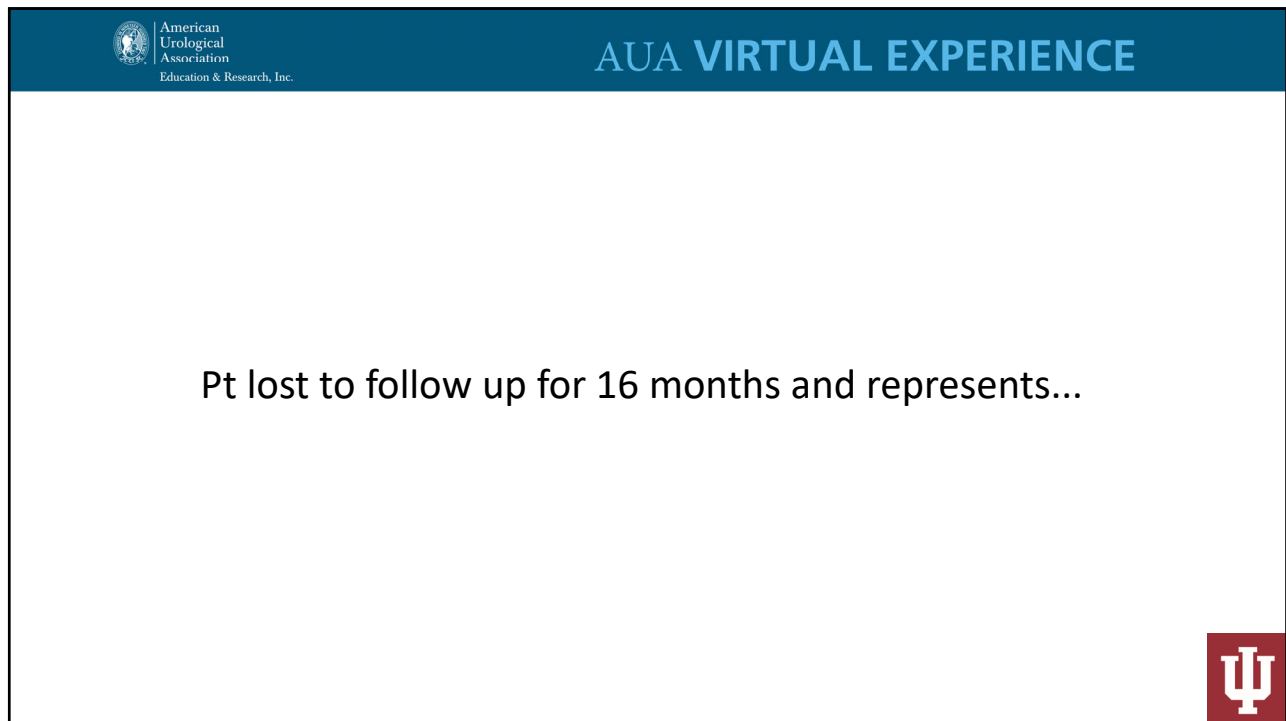 American
Urological
Association
Education & Research, Inc.
AUA VIRTUAL EXPERIENCE
Pt lost to follow up for 16 months and represents...